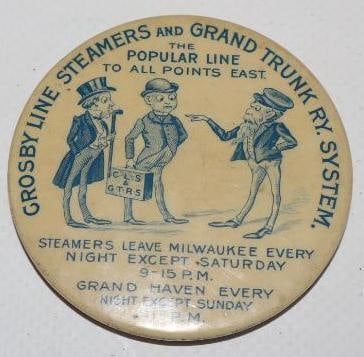 CROSBY LINE STEAMERS AND GRAND TRUNK RY. SYSTEM.
THE
POPULAR LINE
TO ALL POINTS EAST.
C L S
&
G T R S
STEAMERS LEAVE MILWAUKEE EVERY
NIGHT EXCEPT SATURDAY
9-15 P.M.
GRAND HAVEN EVERY
NIGHT EXCEPT SUNDAY
P.M.